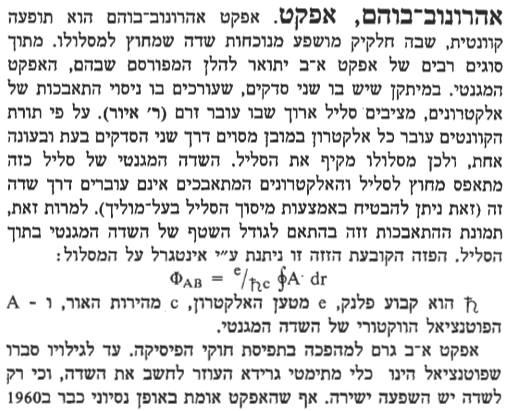 אהרונוב־בוהם, אפקט. אפקט אהרונוב־בוהם הוא תופעה
קוונטית, שבה חלקיק מושפע מנוכחות שדה שמחוץ למסלולו. מתוך
סוגים רבים של אפקט א־ב יתואר להלן המפורסם שבהם, האפקט
המגנטי. במיתקן שיש בו שני סדקים, שעורכים בו ניסוי התאבכות של
אלקטרונים, מציבים סליל ארוך שבו עובר זרם (ר׳ איור). על פי תורת
הקוונטים עובר כל אלקטרון במובן מסוים דרך שני הסדקים בעת ובעונה
אחת, ולכן מסלולו מקיף את הסליל. השדה המגנטי של סליל כזה
מתאפס מחוץ לסליל והאלקטרונים המתאבכים אינם עוברים דרך שדה
זה (זאת ניתן להבטיח באמצעות מיסוך הסליל בעל־מוליך). למרות זאת,
תמונת ההתאבכות זזה בהתאם לגודל השטף של השדה המגנטי בתוך
הסליל. הפזה הקובעת הזזה זו ניתנת ע״י אינטגרל על המסלול:
Φ_AB = e/ħc ∮A· dr
ħ הוא קבוע פלנק, e מטען האלקטרון, c מהירות האור, ו - A
הפוטנציאל הווקטורי של השדה המגנטי.
אפקט א־ב גרם למהפכה בתפיסת חוקי הפיסיקה. עד לגילויו סברו
שפוטנציאל הינו כלי מתימטי גרידא העוזר לחשב את השדה, וכי רק
לשדה יש השפעה ישירה. אף שהאפקט אומת באופן נסיוני כבר ב1960